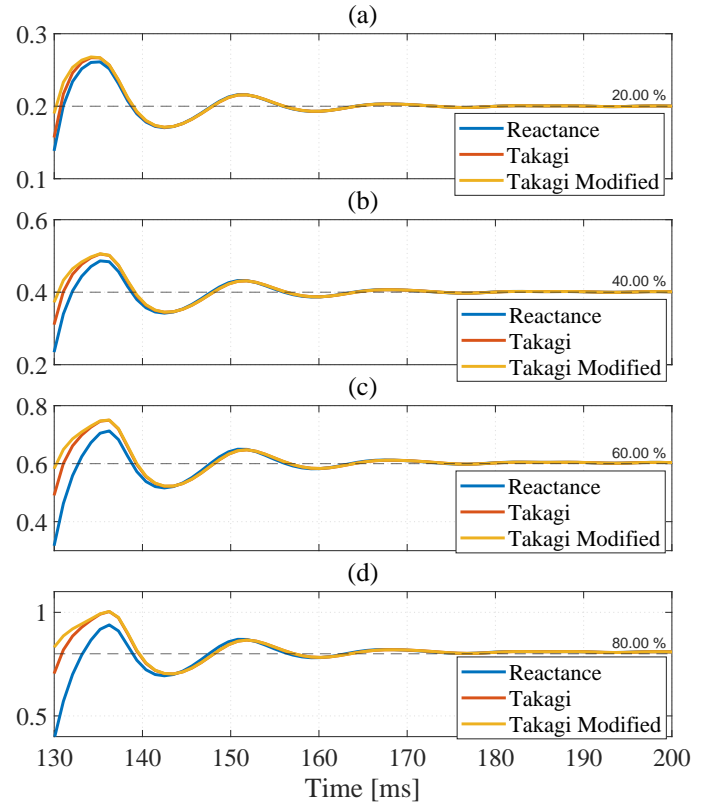 (a)
0.3
0.2
0.1
20.00 %
Reactance
Takagi
Takagi Modified
(b)
0.6
0.4
0.2
40.00 %
Reactance
Takagi
Takagi Modified
(c)
0.8
0.6
0.4
60.00 %
Reactance
Takagi
Takagi Modified
(d)
1
0.5
80.00 %
Reactance
Takagi
Takagi Modified
130 140 150 160 170 180 190 200
Time [ms]